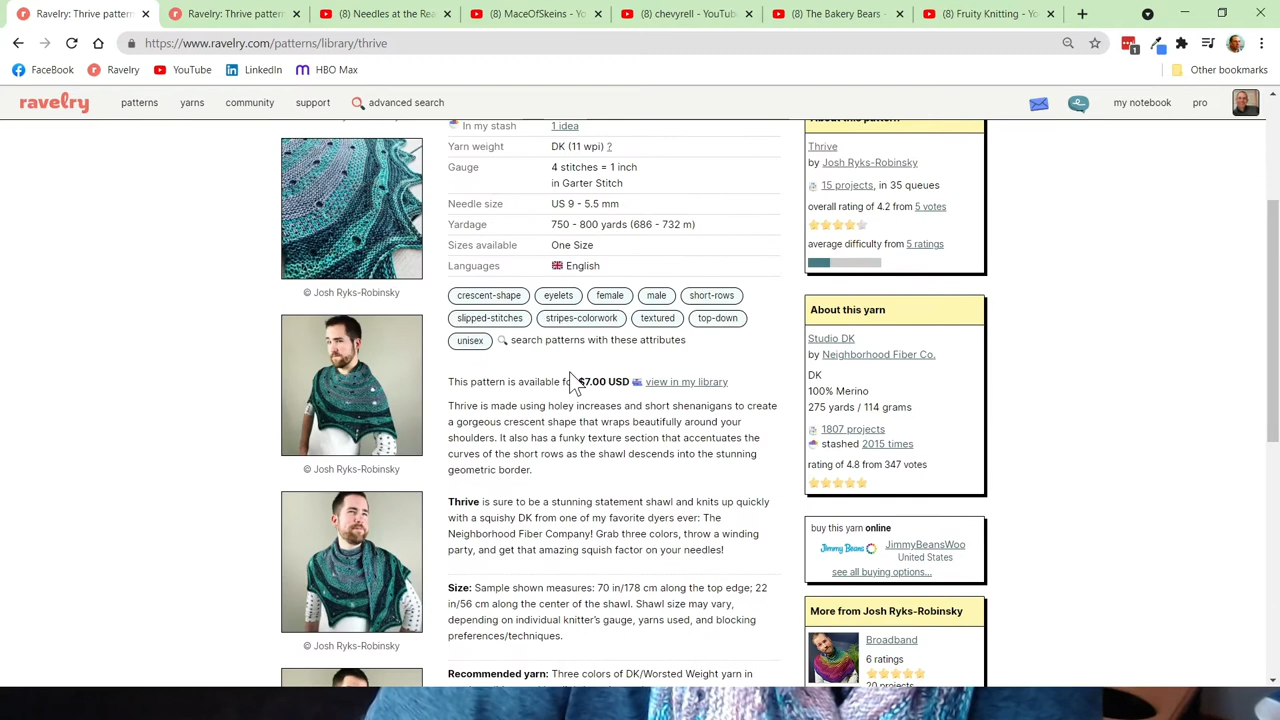 Ravelry: Thrive pattern
Ravelry: Thrive pattern
(8) Needles at the Rea
(8) MaceOfSkeins - Yo
(8) chevyrell - YouTube
(8) The Bakery Bears -
(8) Fruity Knitting - Yo
https://www.ravelry.com/patterns/library/thrive
1
FaceBook
Ravelry
YouTube
LinkedIn
HBO Max
Other bookmarks
ravelry
patterns
yarns
community
support
advanced search
my notebook
pro
© Josh Ryks-Robinsky
© Josh Ryks-Robinsky
© Josh Ryks-Robinsky
In my stash 1 idea
Yarn weight DK (11 wpi) ?
Gauge 4 stitches = 1 inch
in Garter Stitch
Needle size US 9 - 5.5 mm
Yardage 750 - 800 yards (686 - 732 m)
Sizes available One Size
Languages English
crescent-shape eyelets female male short-rows
slipped-stitches stripes-colorwork textured top-down
unisex search patterns with these attributes
This pattern is available fo $7.00 USD view in my library
Thrive is made using holey increases and short shenanigans to create
a gorgeous crescent shape that wraps beautifully around your
shoulders. It also has a funky texture section that accentuates the
curves of the short rows as the shawl descends into the stunning
geometric border.
Thrive is sure to be a stunning statement shawl and knits up quickly
with a squishy DK from one of my favorite dyers ever: The
Neighborhood Fiber Company! Grab three colors, throw a winding
party, and get that amazing squish factor on your needles!
Size: Sample shown measures: 70 in/178 cm along the top edge; 22
in/56 cm along the center of the shawl. Shawl size may vary,
depending on individual knitter's gauge, yarns used, and blocking
preferences/techniques.
Recommended yarn: Three colors of DK/Worsted Weight yarn in
About this pattern
Thrive
by Josh Ryks-Robinsky
15 projects, in 35 queues
overall rating of 4.2 from 5 votes
average difficulty from 5 ratings
About this yarn
Studio DK
by Neighborhood Fiber Co.
DK
100% Merino
275 yards / 114 grams
1807 projects
stashed 2015 times
rating of 4.8 from 347 votes
buy this yarn online
Jimmy Beans JimmyBeansWoo
United States
see all buying options...
More from Josh Ryks-Robinsky
Broadband
6 ratings
20 projects